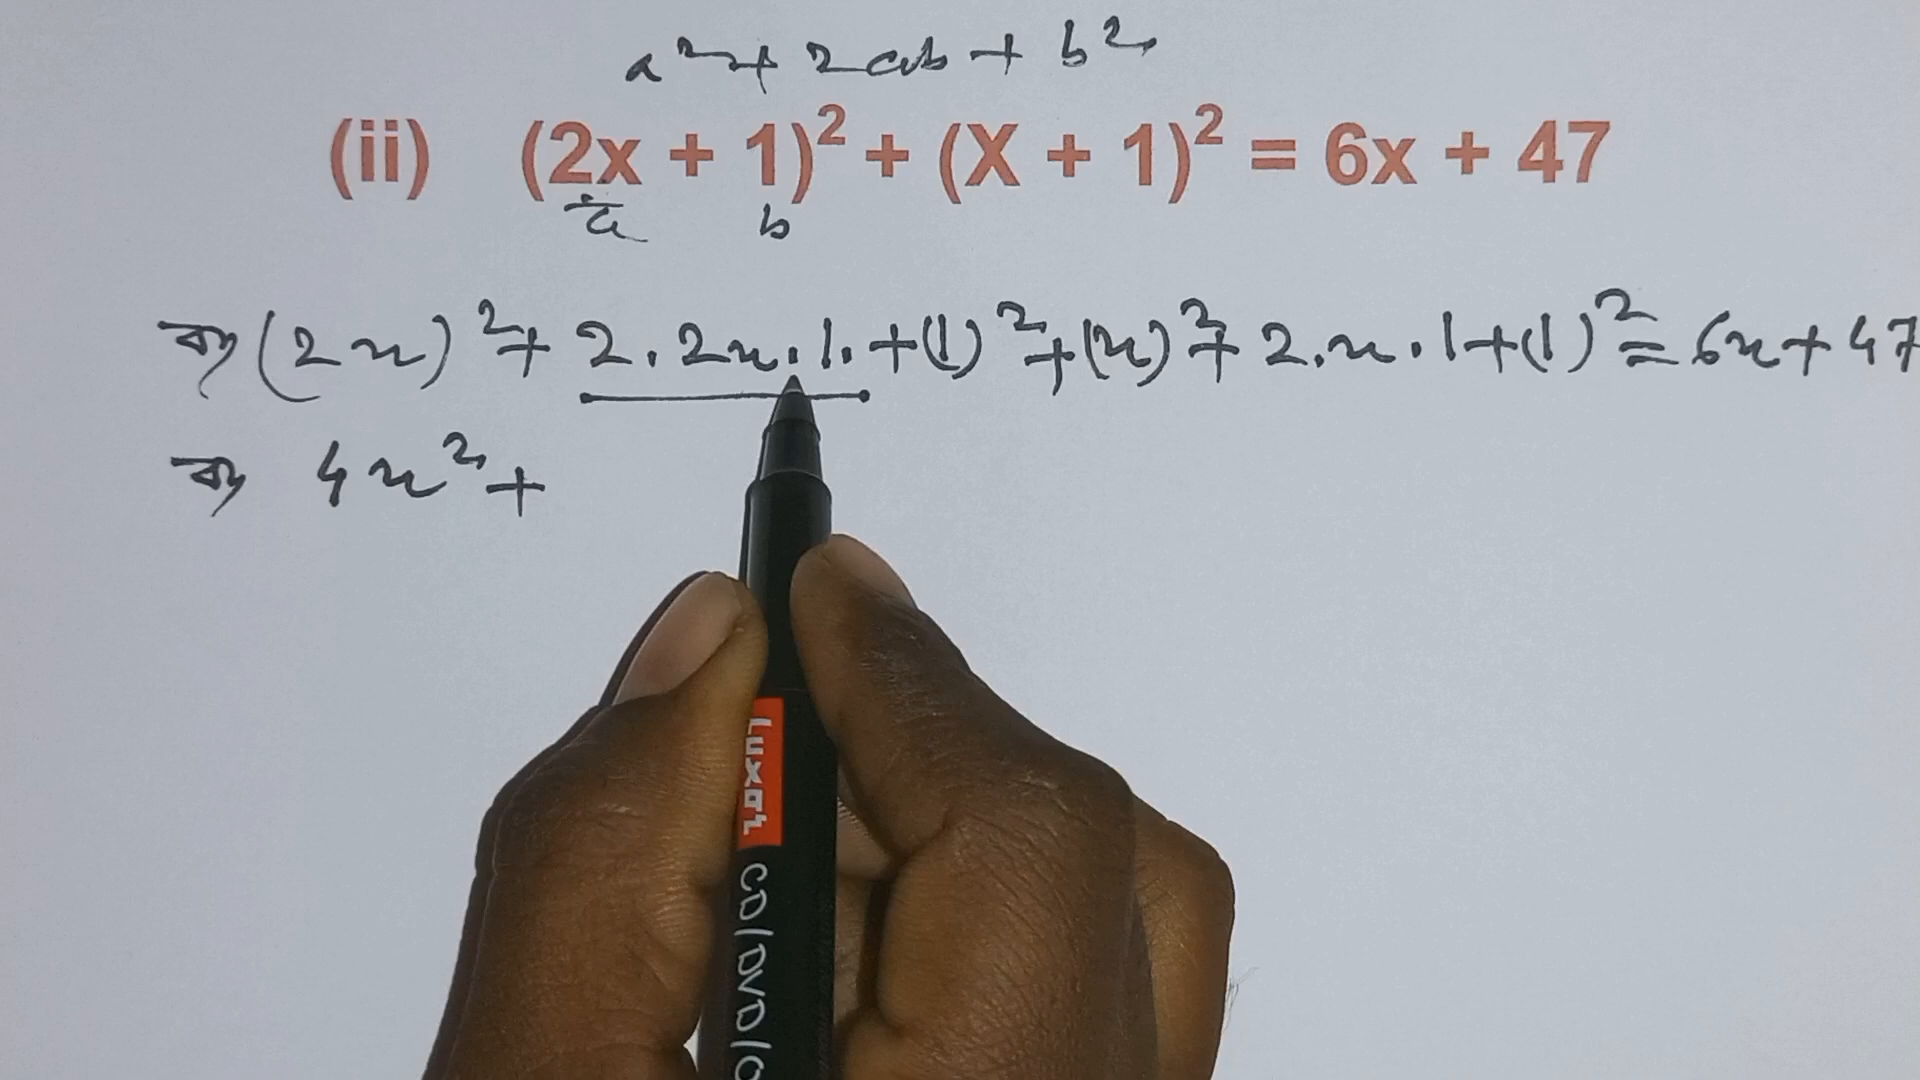 a² + 2ab + b²
(ii) (2x + 1)² + (X + 1)² = 6x + 47
a b
বা (2x)² + 2.2x.1. + (1)² + (x)² + 2.x.1 + (1)² = 6x + 47
বা 4x² +
Luxor
CD/DVD/